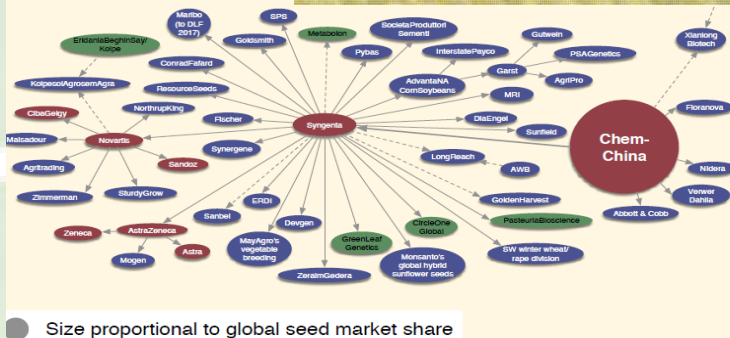 Maribo
(to DLF
2017)
SPS
EridaniaBeghinSay/
Kolpe
Goldsmith
Metabolon
SocietaProduttori
Sementi
Gutwein
Xianlong
Biotech
ConradFafard
Pybas
InterstatePayco
PSAGenetics
KoipesolAgrosemAgra
ResourceSeeds
AdvantaNA
CornSoybeans
Garst
AgriPro
CibaGeigy
NorthrupKing
MRI
Floranova
Fischer
Syngenta
DiaEngel
Chem-
China
Malsadour
Novartis
Synergene
Sunfield
Agritrading
Sandoz
LongReach
AWB
Nidera
Zimmerman
SturdyGrow
ERDI
GoldenHarvest
Verwer
Dahlia
Sanbei
Devgen
CircleOne
Global
PasteuriaBioscience
Abbott & Cobb
Zeneca
AstraZeneca
MayAgro's
vegetable
breeding
GreenLeaf
Genetics
SW winter wheat/
rape division
Mogen
Astra
ZeraimGedera
Monsanto's
global hybrid
sunflower seeds
Size proportional to global seed market share